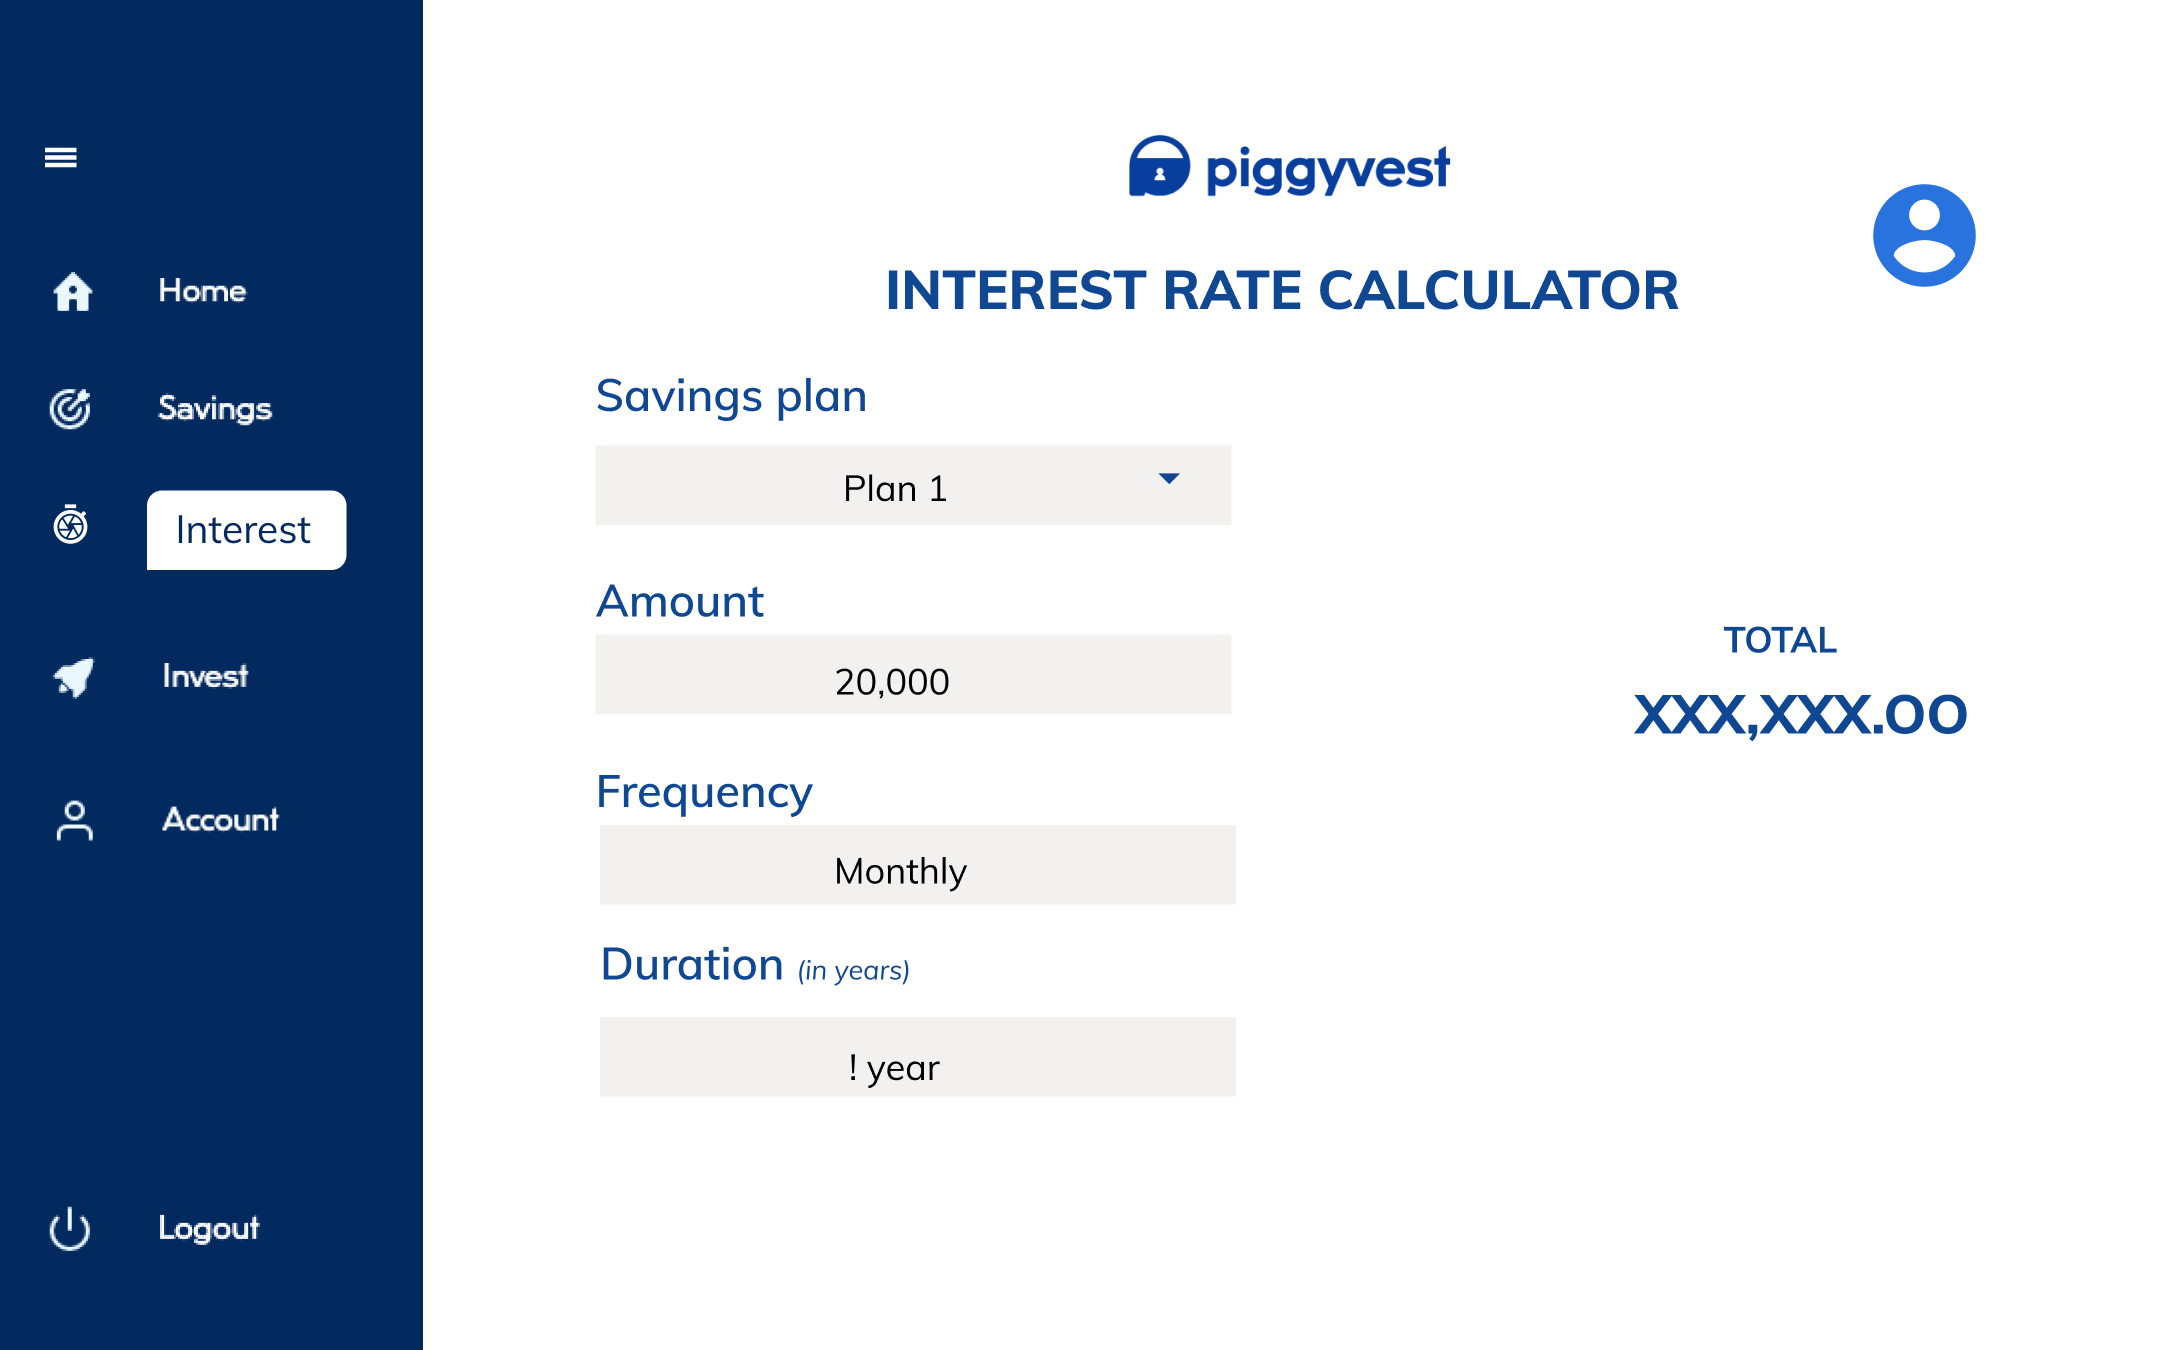 piggyvest
INTEREST RATE CALCULATOR
Home
Savings
Interest
Invest
Account
Logout
Savings plan
Plan 1
Amount
20,000
Frequency
Monthly
Duration (in years)
! year
TOTAL
XXX,XXX.OO